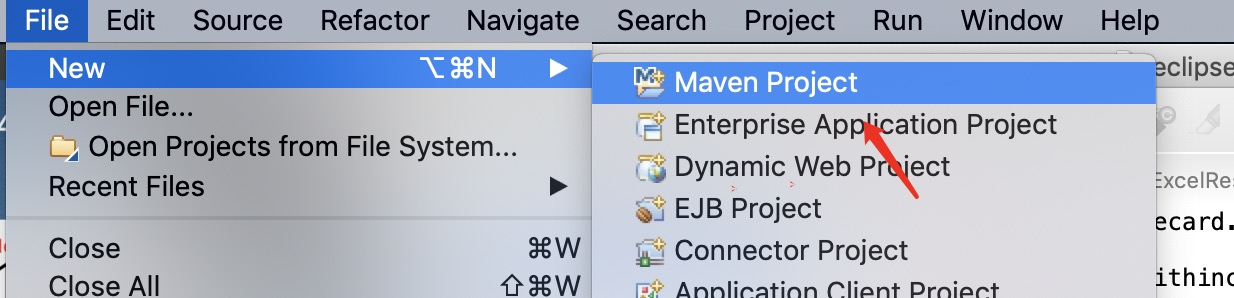 File Edit Source Refactor Navigate Search Project Run Window Help
New ⌥⌘N ▶
Open File...
Open Projects from File System...
Recent Files ▶
Close ⌘W
Close All ⇧⌘W
Maven Project
Enterprise Application Project
Dynamic Web Project
EJB Project
Connector Project
Application Client Project
eclipse
ExcelRes
ecard.
ithinc